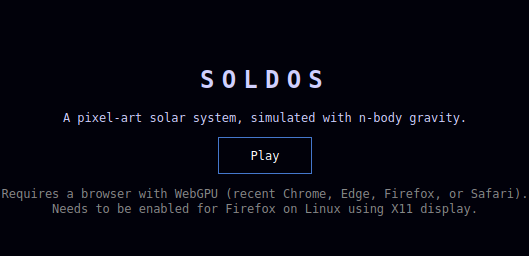 SOLDOS
A pixel-art solar system, simulated with n-body gravity.
Play
Requires a browser with WebGPU (recent Chrome, Edge, Firefox, or Safari).
Needs to be enabled for Firefox on Linux using X11 display.